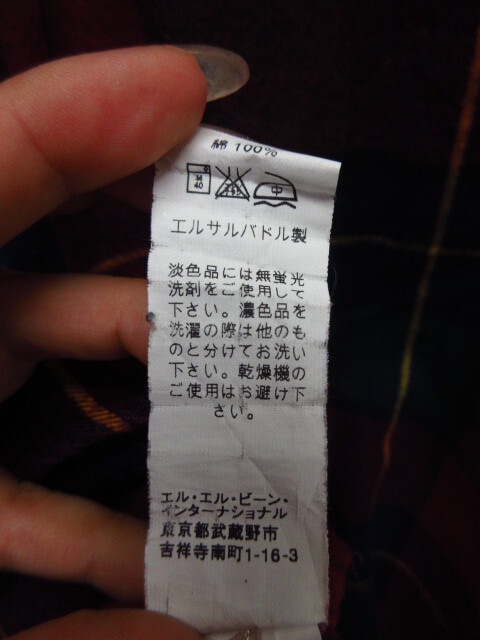 綿 100%
40
中
エルサルバドル製
淡色品には無蛍光
洗剤をご使用して
下さい。濃色品を
洗濯の際は他のも
のと分けてお洗い
下さい。乾燥機の
ご使用はお避け下
さい。
エル・エル・ビーン・
インターナショナル
東京都武蔵野市
吉祥寺南町1-16-3